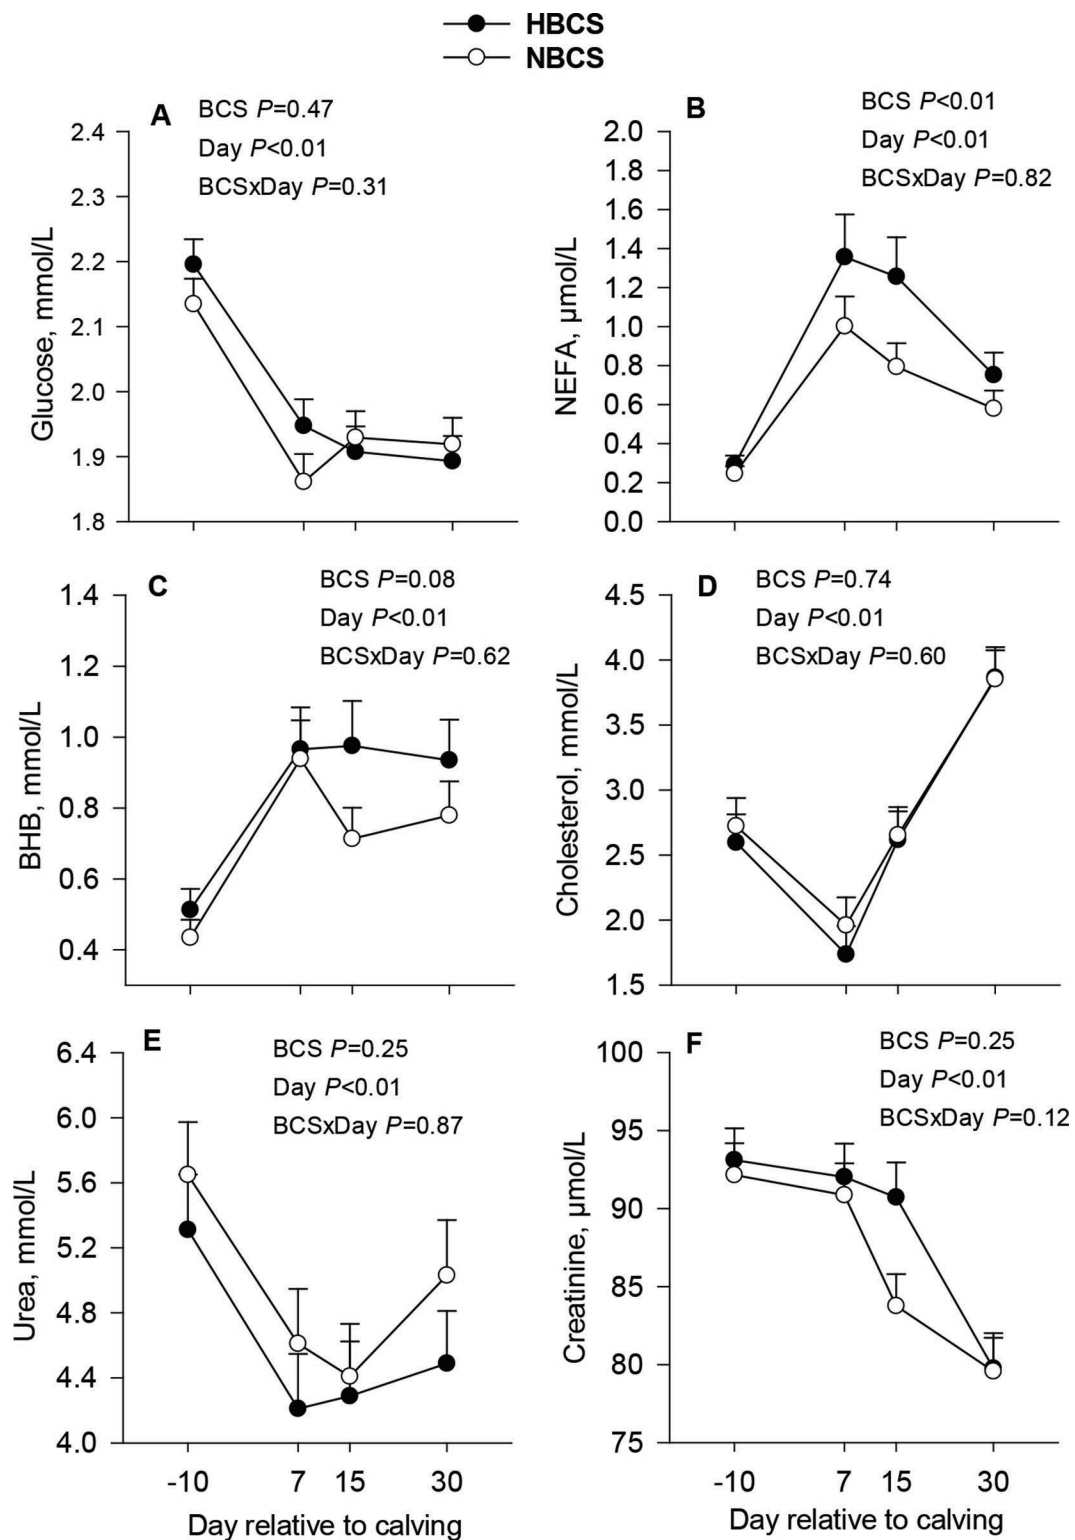 HBCS
NBCS
A
BCS P=0.47
Day P<0.01
BCSxDay P=0.31
2.4
2.3
2.2
2.1
2.0
1.9
1.8
Glucose, mmol/L
B
BCS P<0.01
Day P<0.01
BCSxDay P=0.82
2.0
1.8
1.6
1.4
1.2
1.0
0.8
0.6
0.4
0.2
0.0
NEFA, µmol/L
C
BCS P=0.08
Day P<0.01
BCSxDay P=0.62
1.4
1.2
1.0
0.8
0.6
0.4
BHB, mmol/L
D
BCS P=0.74
Day P<0.01
BCSxDay P=0.60
4.5
4.0
3.5
3.0
2.5
2.0
1.5
Cholesterol, mmol/L
E
BCS P=0.25
Day P<0.01
BCSxDay P=0.87
6.4
6.0
5.6
5.2
4.8
4.4
4.0
Urea, mmol/L
-10 7 15 30
Day relative to calving
F
BCS P=0.25
Day P<0.01
BCSxDay P=0.12
100
95
90
85
80
75
Creatinine, µmol/L
-10 7 15 30
Day relative to calving